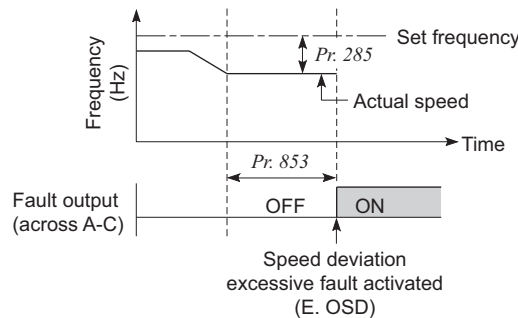 Set frequency
Pr. 285
Frequency
(Hz)
Actual speed
Time
Pr. 853
Fault output
(across A-C)
OFF
ON
Speed deviation
excessive fault activated
(E. OSD)